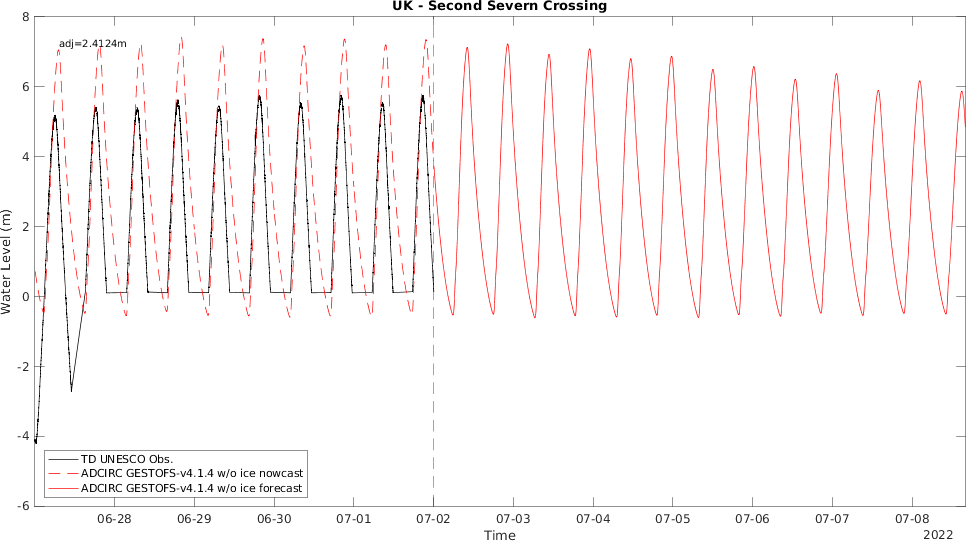 UK - Second Severn Crossing
adj=2.4124m
8
6
4
2
0
-2
-4
-6
Water Level (m)
TD UNESCO Obs.
ADCIRC GESTOFS-v4.1.4 w/o ice nowcast
ADCIRC GESTOFS-v4.1.4 w/o ice forecast
06-28 06-29 06-30 07-01 07-02 07-03 07-04 07-05 07-06 07-07 07-08
Time
2022